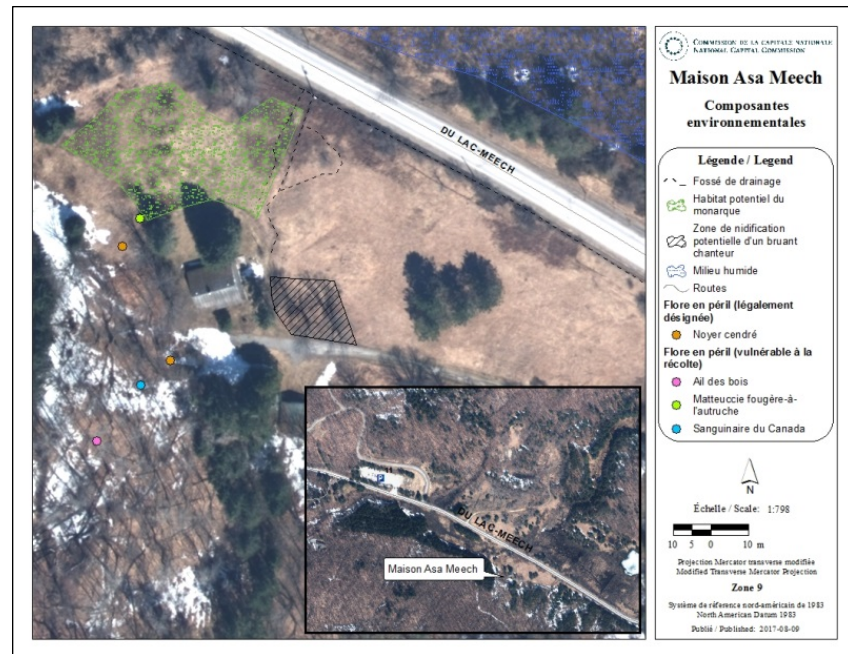 DU LAC-MEECH
DU LAC-MEECH
Maison Asa Meech
COMMISSION DE LA CAPITALE NATIONALE
NATIONAL CAPITAL COMMISSION
Maison Asa Meech
Composantes
environnementales
Légende / Legend
Fossé de drainage
Habitat potentiel du
monarque
Zone de nidification
potentielle d'un bruant
chanteur
Milieu humide
Routes
Flore en péril (légalement
désignée)
Noyer cendré
Flore en péril (vulnérable à la
récolte)
Ail des bois
Matteuccie fougère-à-
l'autruche
Sanguinaire du Canada
N
Échelle / Scale: 1:798
10 5 0 10 m
Projection Mercator transverse modifiée
Modified Transverse Mercator Projection
Zone 9
Système de réference nord-américain de 1983
North American Datum 1983
Publié / Published: 2017-08-09